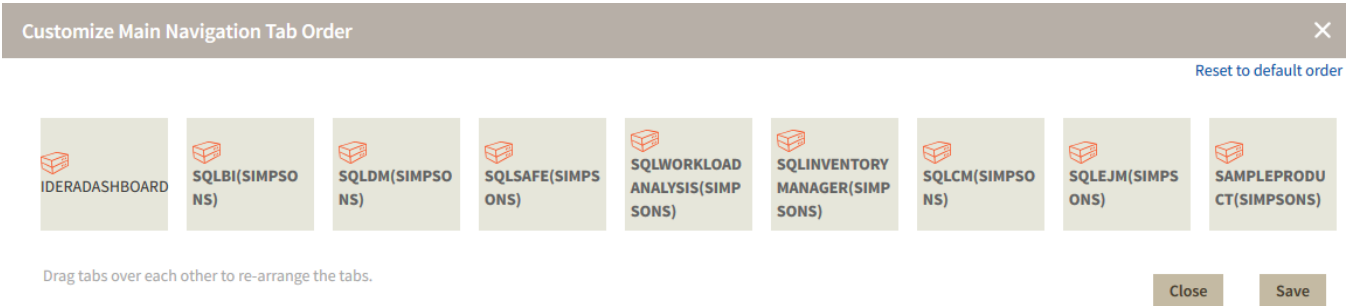 Customize Main Navigation Tab Order
Reset to default order
IDERADASHBOARD
SQLBI(SIMPSO
NS)
SQLDM(SIMPSO
NS)
SQLSAFE(SIMPS
ONS)
SQLWORKLOAD
ANALYSIS(SIMP
SONS)
SQLINVENTORY
MANAGER(SIMP
SONS)
SQLCM(SIMPSO
NS)
SQLEJM(SIMPS
ONS)
SAMPLEPRODU
CT(SIMPSONS)
Drag tabs over each other to re-arrange the tabs.
Close
Save